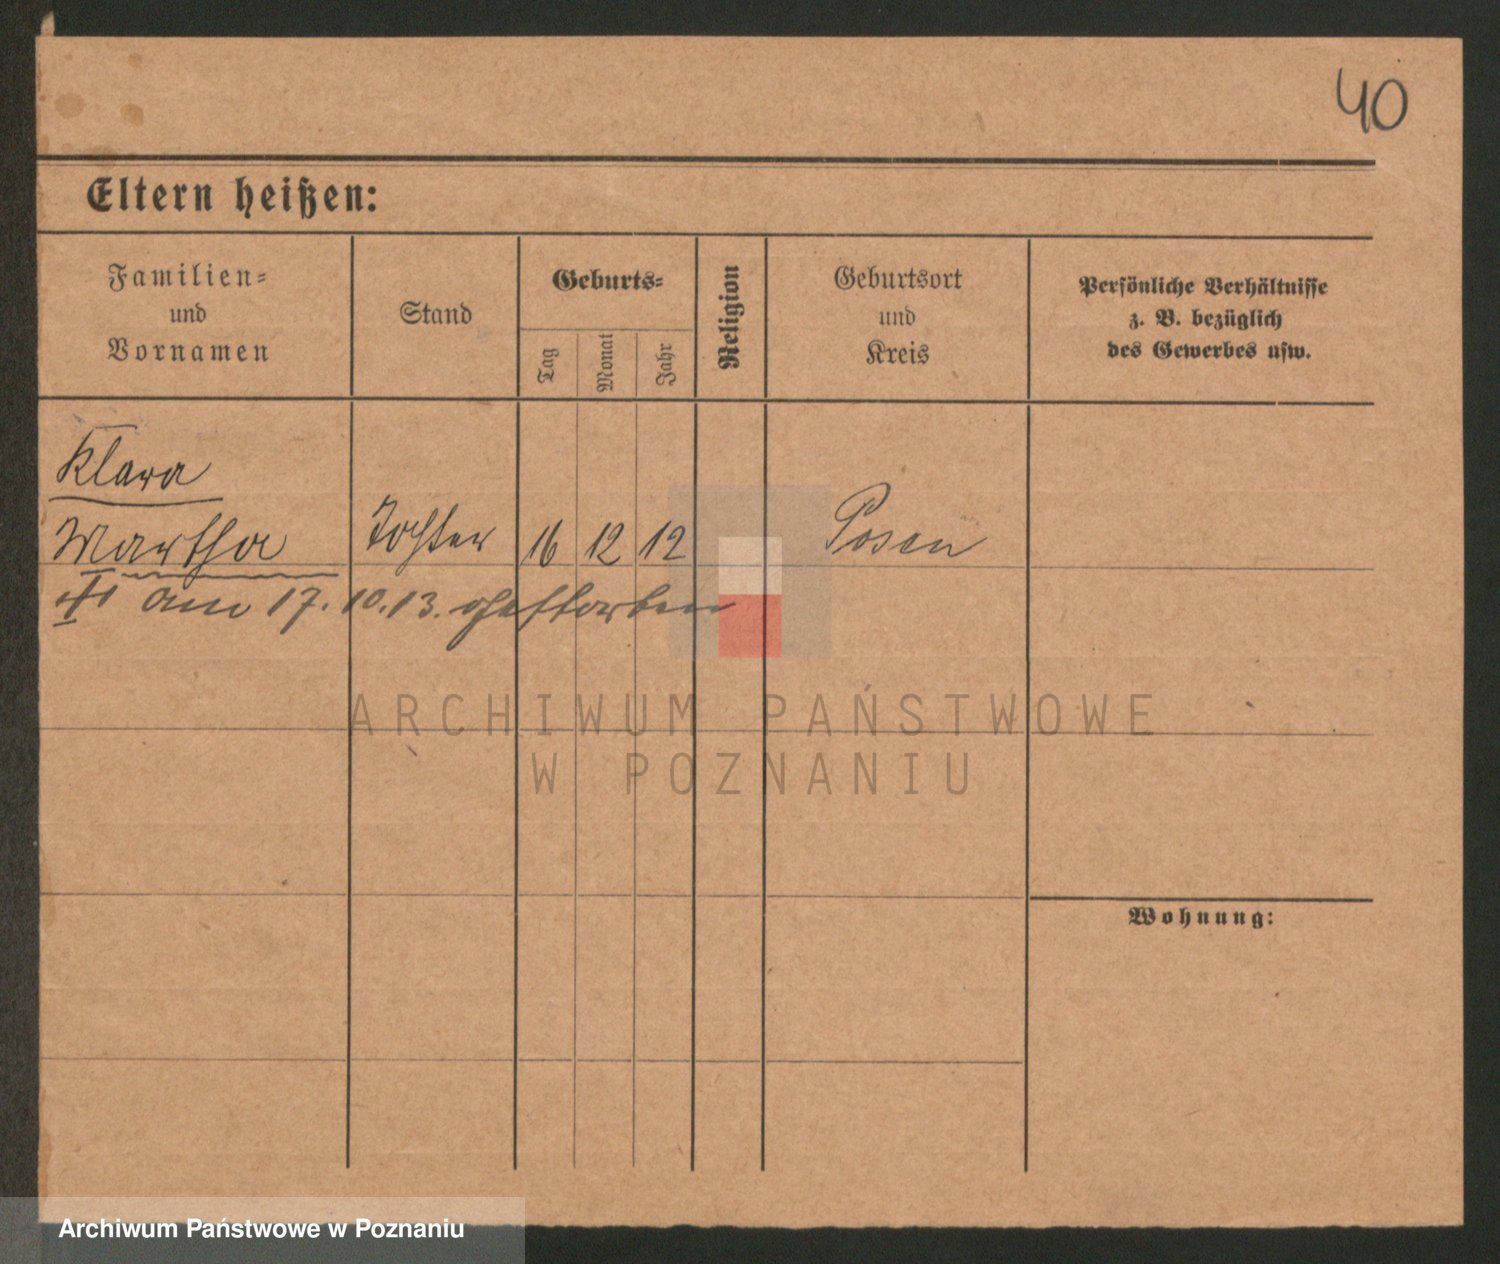 40
Eltern heißen:
Familien-
und
Vornamen
Stand
Geburts-
Tag
Monat
Jahr
Religion
Geburtsort
und
Kreis
Persönliche Verhältnisse
z. B. bezüglich
des Gewerbes usw.
Klara
Martha Tochter 16 12 12 Posen
am 17.10.13. gestorben
ARCHIWUM PAŃSTWOWE
W POZNANIU
Wohnung:
Archiwum Państwowe w Poznaniu